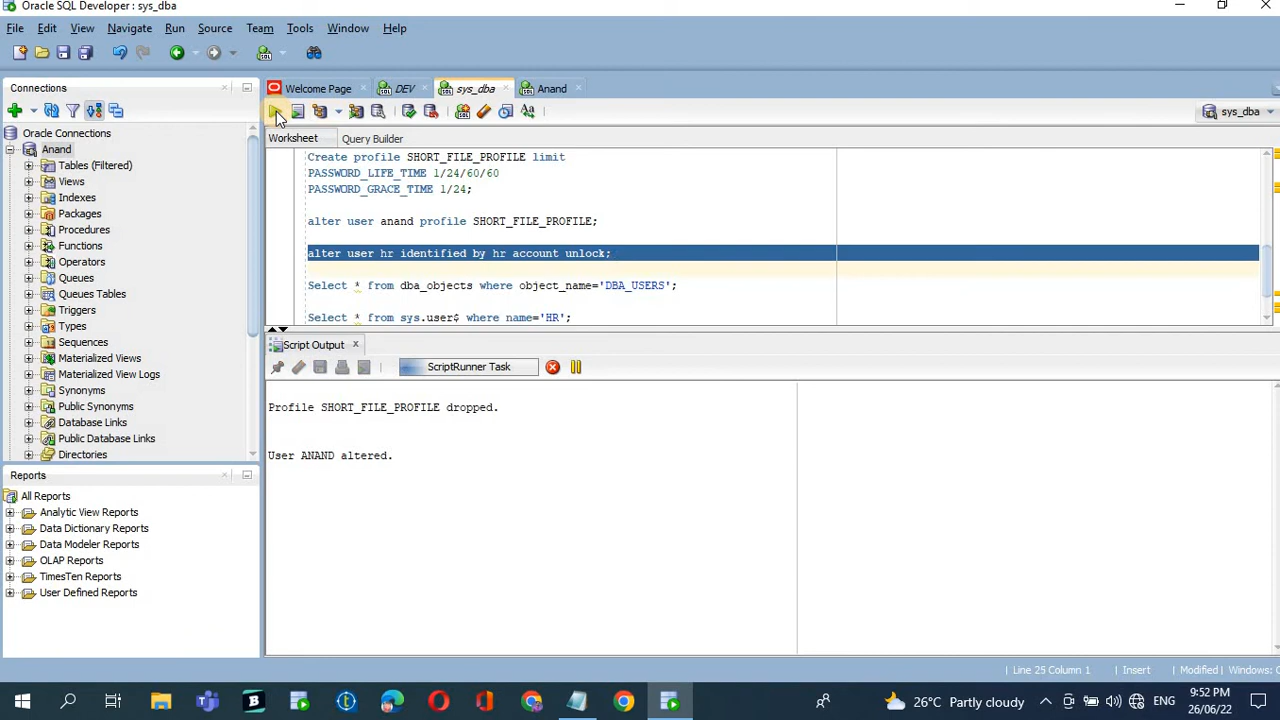 Oracle SQL Developer : sys_dba
File Edit View Navigate Run Source Team Tools Window Help
Connections
Welcome Page DEV sys_dba Anand
sys_dba
Worksheet Query Builder
Oracle Connections
Anand
Tables (Filtered)
Views
Indexes
Packages
Procedures
Functions
Operators
Queues
Queues Tables
Triggers
Types
Sequences
Materialized Views
Materialized View Logs
Synonyms
Public Synonyms
Database Links
Public Database Links
Directories
Create profile SHORT_FILE_PROFILE limit
PASSWORD_LIFE_TIME 1/24/60/60
PASSWORD_GRACE_TIME 1/24;
alter user anand profile SHORT_FILE_PROFILE;
alter user hr identified by hr account unlock;
Select * from dba_objects where object_name='DBA_USERS';
Select * from sys.user$ where name='HR';
Script Output
ScriptRunner Task
Profile SHORT_FILE_PROFILE dropped.
User ANAND altered.
Reports
All Reports
Analytic View Reports
Data Dictionary Reports
Data Modeler Reports
OLAP Reports
TimesTen Reports
User Defined Reports
Line 25 Column 1 Insert Modified Windows: C
26°C Partly cloudy ENG 9:52 PM
26/06/22